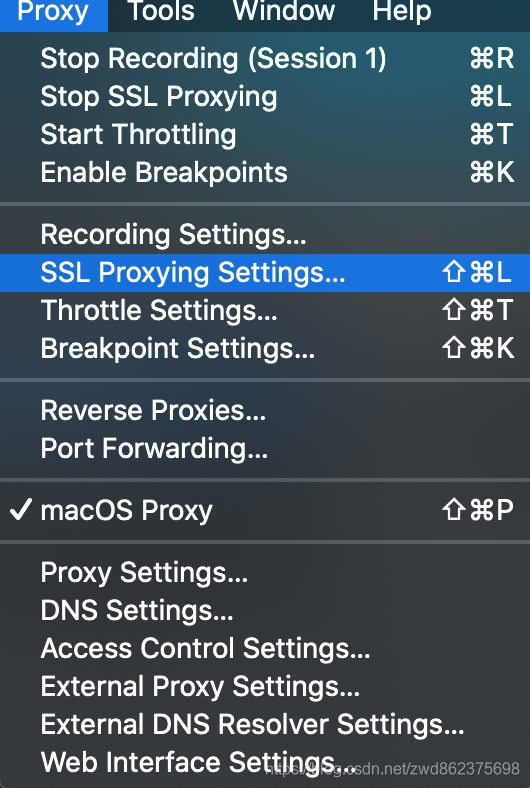 Proxy Tools Window Help
Stop Recording (Session 1) ⌘R
Stop SSL Proxying ⌘L
Start Throttling ⌘T
Enable Breakpoints ⌘K
Recording Settings...
SSL Proxying Settings... ⇧⌘L
Throttle Settings... ⇧⌘T
Breakpoint Settings... ⇧⌘K
Reverse Proxies...
Port Forwarding...
✓ macOS Proxy ⇧⌘P
Proxy Settings...
DNS Settings...
Access Control Settings...
External Proxy Settings...
External DNS Resolver Settings...
Web Interface Settings...
https://blog.csdn.net/zwd862375698